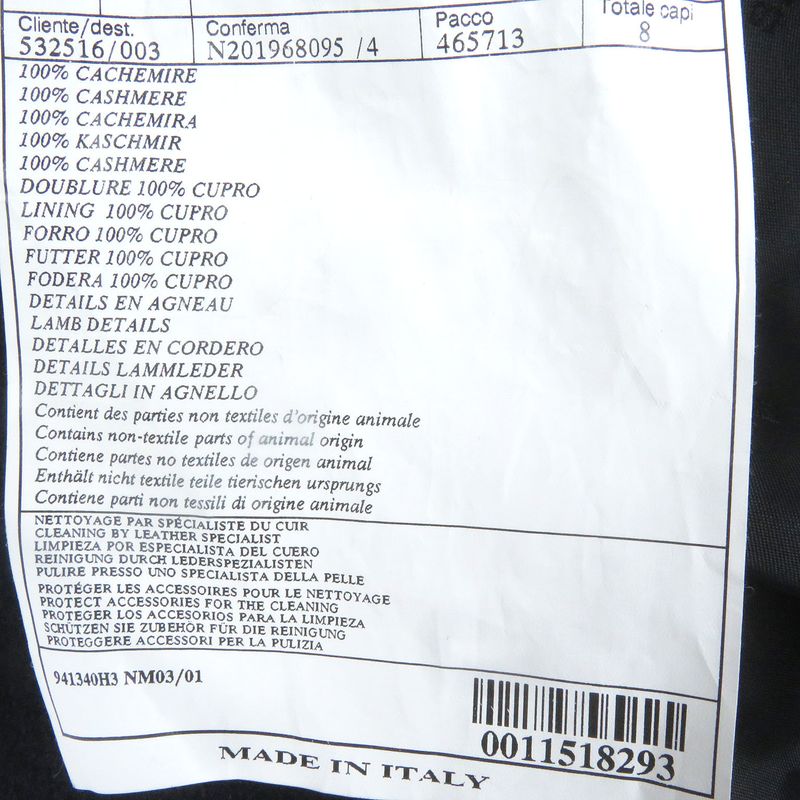 Cliente/dest. Conferma Pacco Totale capi
532516/003 N201968095 /4 465713 8
100% CACHEMIRE
100% CASHMERE
100% CACHEMIRA
100% KASCHMIR
100% CASHMERE
DOUBLURE 100% CUPRO
LINING 100% CUPRO
FORRO 100% CUPRO
FUTTER 100% CUPRO
FODERA 100% CUPRO
DETAILS EN AGNEAU
LAMB DETAILS
DETALLES EN CORDERO
DETAILS LAMMLEDER
DETTAGLI IN AGNELLO
Contient des parties non textiles d'origine animale
Contains non-textile parts of animal origin
Contiene partes no textiles de origen animal
Enthält nicht textile teile tierischen ursprungs
Contiene parti non tessili di origine animale
NETTOYAGE PAR SPÉCIALISTE DU CUIR
CLEANING BY LEATHER SPECIALIST
LIMPIEZA POR ESPECIALISTA DEL CUERO
REINIGUNG DURCH LEDERSPEZIALISTEN
PULIRE PRESSO UNO SPECIALISTA DELLA PELLE
PROTÉGER LES ACCESSOIRES POUR LE NETTOYAGE
PROTECT ACCESSORIES FOR THE CLEANING
PROTEGER LOS ACCESORIOS PARA LA LIMPIEZA
SCHÜTZEN SIE ZUBEHÖR FÜR DIE REINIGUNG
PROTEGGERE ACCESSORI PER LA PULIZIA
941340H3 NM03/01
0011518293
MADE IN ITALY